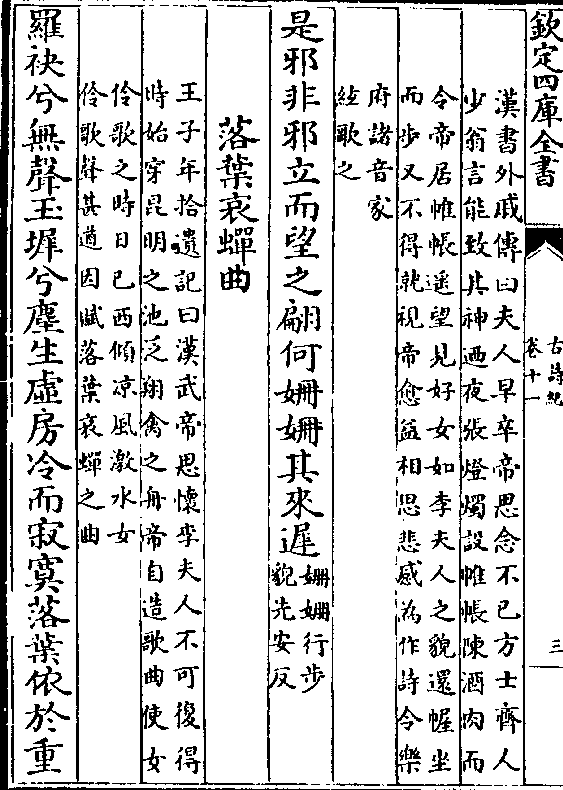 欽定四庫全書
古詩紀
卷十一
三
漢書外戚傳曰夫人早卒帝思念不已方士齊人
少翁言能致其神廼夜張燈燭設帷帳陳酒肉而
令帝居帷帳遥望見好女如李夫人之貌還幄坐
而步又不得就視帝愈益相思悲感為作詩令樂
府諸音家
絃歌之
是邪非邪立而望之翩何姍姍其來遲
姍姍行步
貌先安反
落葉哀蟬曲
王子年拾遺記曰漢武帝思懷李夫人不可復得
時始穿昆明之池泛翔禽之舟帝自造歌曲使女
伶歌之時日已西傾凉風激水女
伶歌聲甚遒因賦落葉哀蟬之曲
羅袂兮無聲玉墀兮塵生虛房冷而寂寞落葉依於重